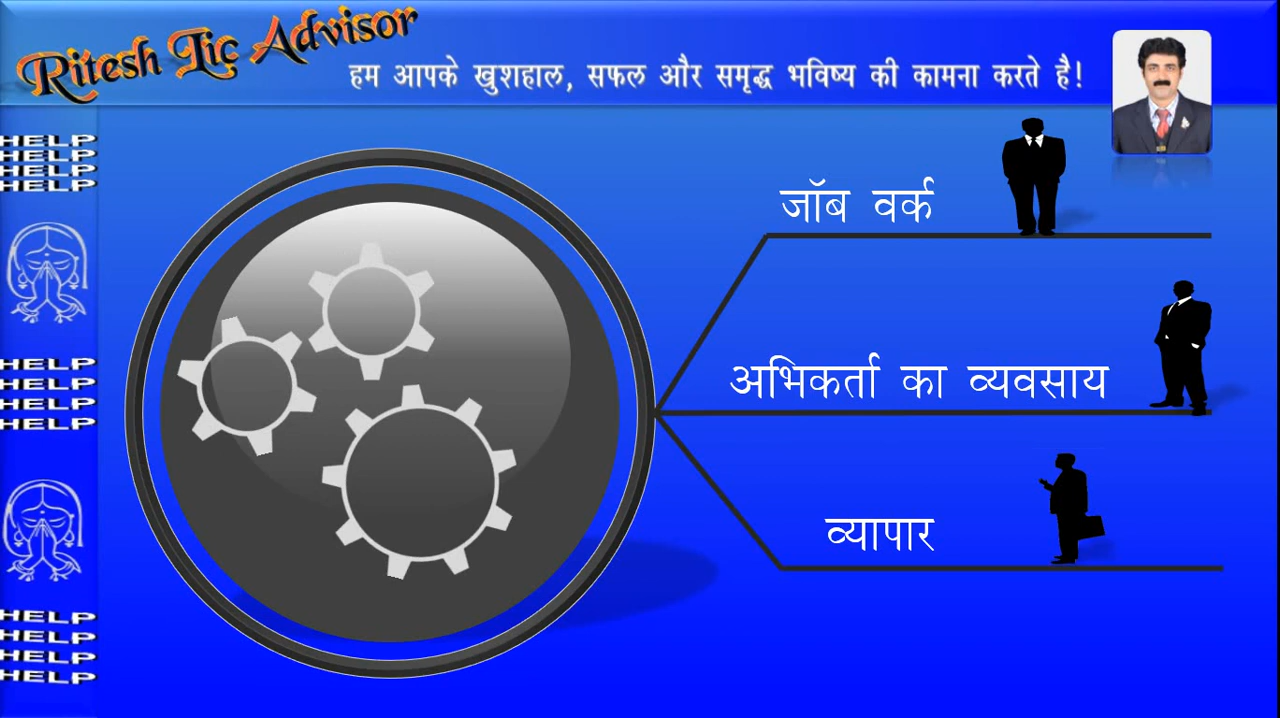 Ritesh Lic Advisor
हम आपके खुशहाल, सफल और समृद्ध भविष्य की कामना करते है!
HELP
HELP
HELP
HELP
जॉब वर्क
HELP
HELP
HELP
HELP
अभिकर्ता का व्यवसाय
व्यापार
HELP
HELP
HELP
HELP